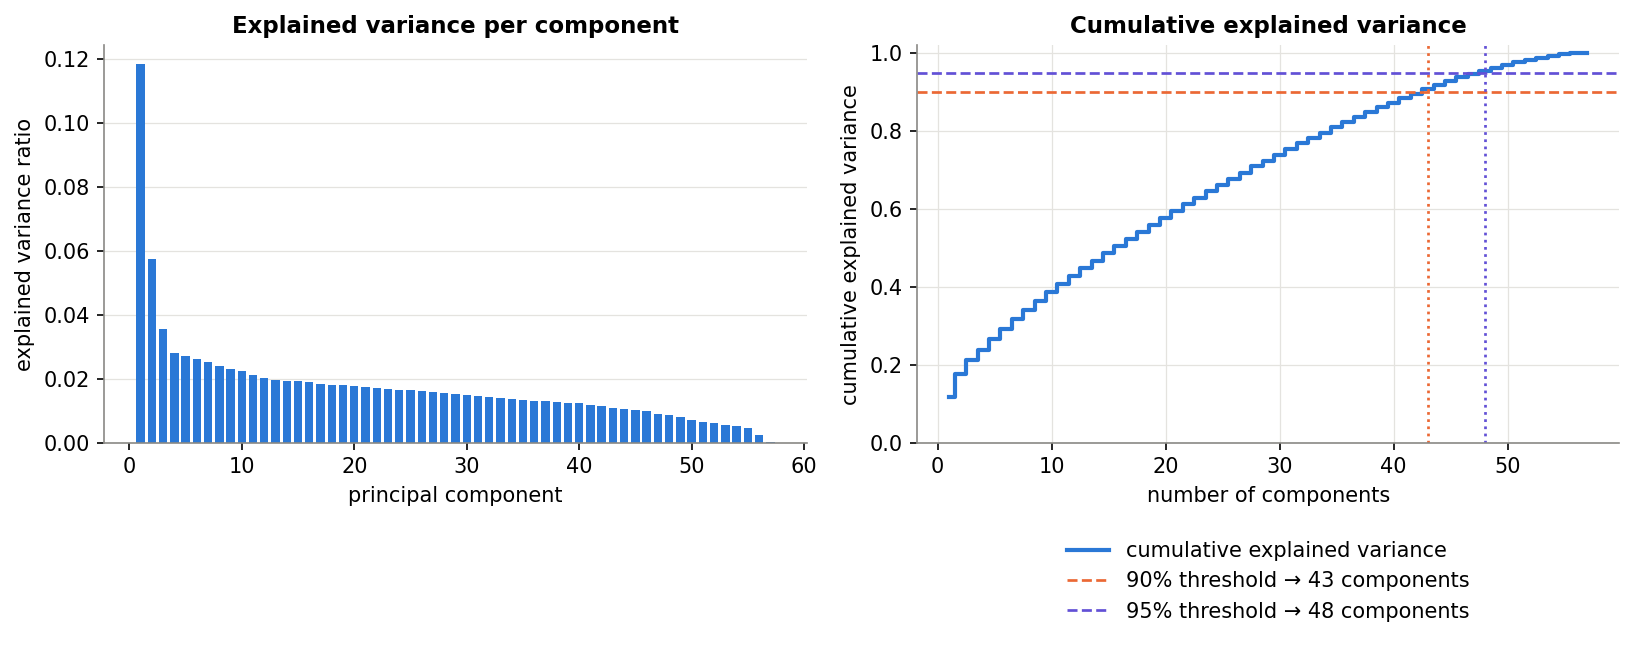 Explained variance per component
explained variance ratio
0.12
0.10
0.08
0.06
0.04
0.02
0.00
0 10 20 30 40 50 60
principal component
Cumulative explained variance
cumulative explained variance
1.0
0.8
0.6
0.4
0.2
0.0
0 10 20 30 40 50
number of components
cumulative explained variance
90% threshold → 43 components
95% threshold → 48 components